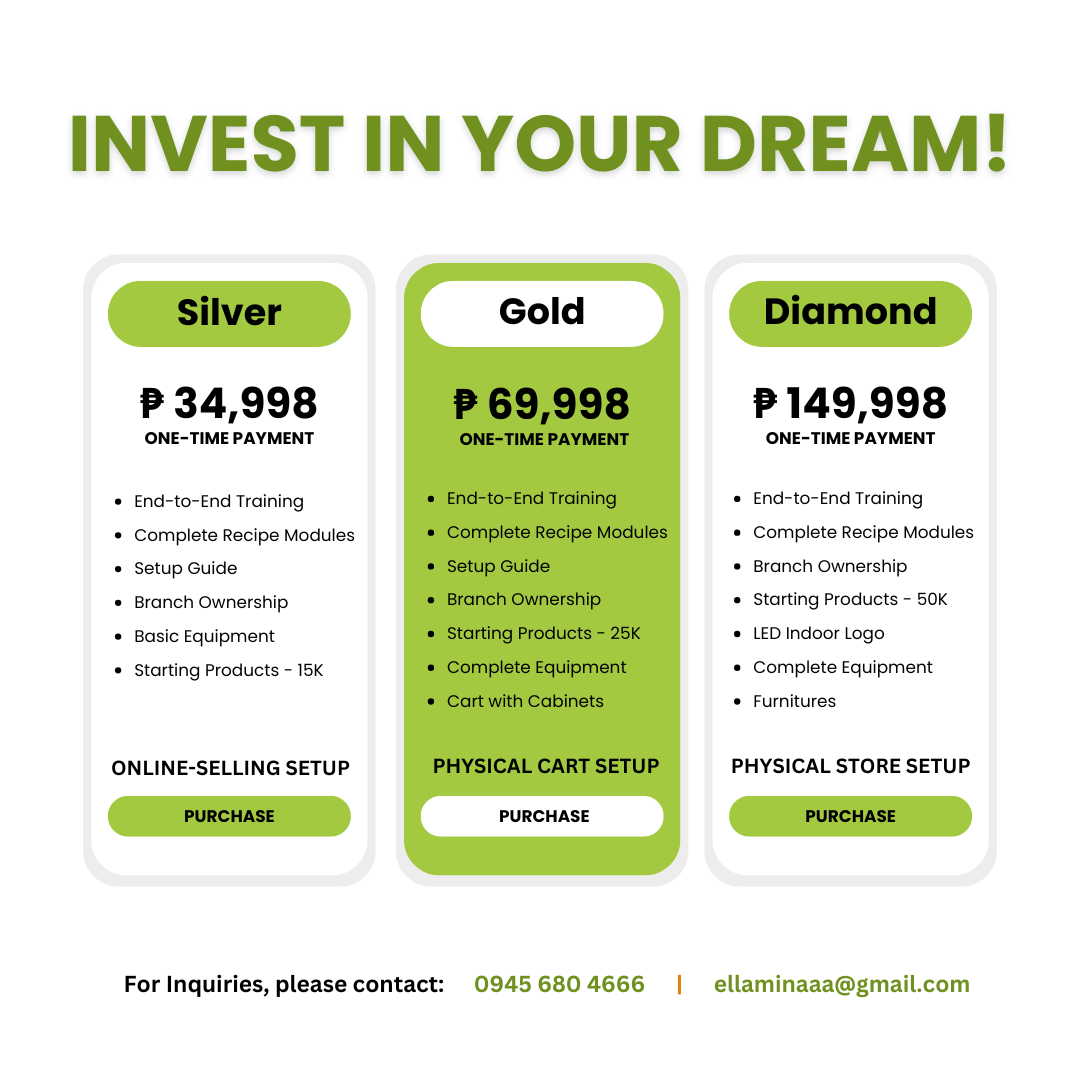 INVEST IN YOUR DREAM!
Silver
₱ 34,998
ONE-TIME PAYMENT
• End-to-End Training
• Complete Recipe Modules
• Setup Guide
• Branch Ownership
• Basic Equipment
• Starting Products - 15K
ONLINE-SELLING SETUP
PURCHASE
Gold
₱ 69,998
ONE-TIME PAYMENT
• End-to-End Training
• Complete Recipe Modules
• Setup Guide
• Branch Ownership
• Starting Products - 25K
• Complete Equipment
• Cart with Cabinets
PHYSICAL CART SETUP
PURCHASE
Diamond
₱ 149,998
ONE-TIME PAYMENT
• End-to-End Training
• Complete Recipe Modules
• Branch Ownership
• Starting Products - 50K
• LED Indoor Logo
• Complete Equipment
• Furnitures
PHYSICAL STORE SETUP
PURCHASE
For Inquiries, please contact: 0945 680 4666 | ellaminaaa@gmail.com